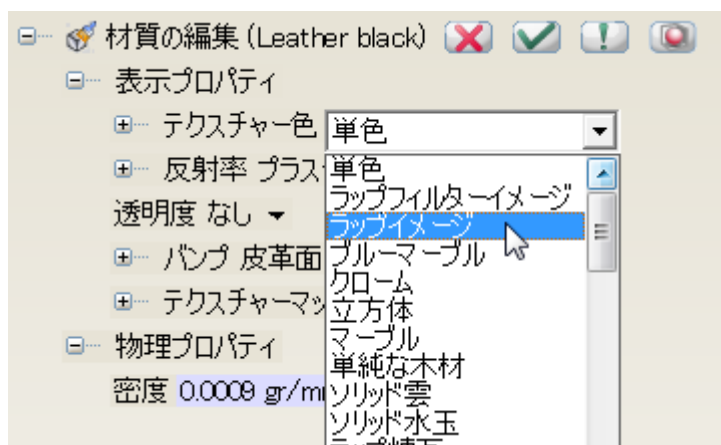 材質の編集 (Leather black)
表示プロパティ
テクスチャー色 単色
反射率 プラス
単色
ラップフィルターイメージ
ラップイメージ
透明度 なし
ブルーマーブル
バンプ 皮革面
クローム
立方体
テクスチャーマッ
マーブル
物理プロパティ
単純な木材
密度 0.0009 gr/m
ソリッド雲
ソリッド水玉